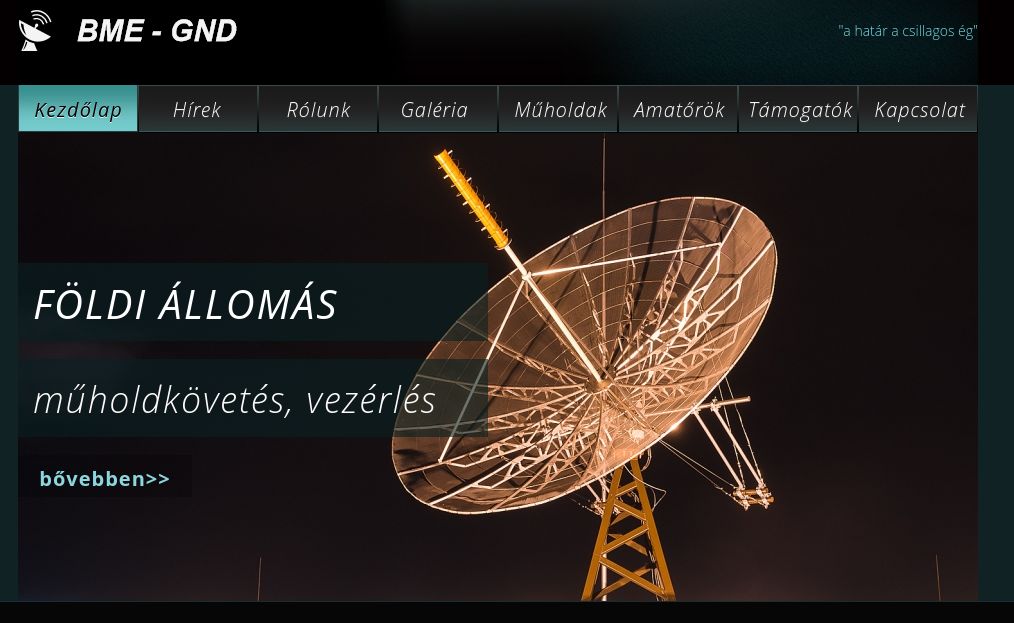 BME - GND
"a határ a csillagos ég"
Kezdőlap Hírek Rólunk Galéria Műholdak Amatőrök Támogatók Kapcsolat
FÖLDI ÁLLOMÁS
műholdkövetés, vezérlés
bővebben>>